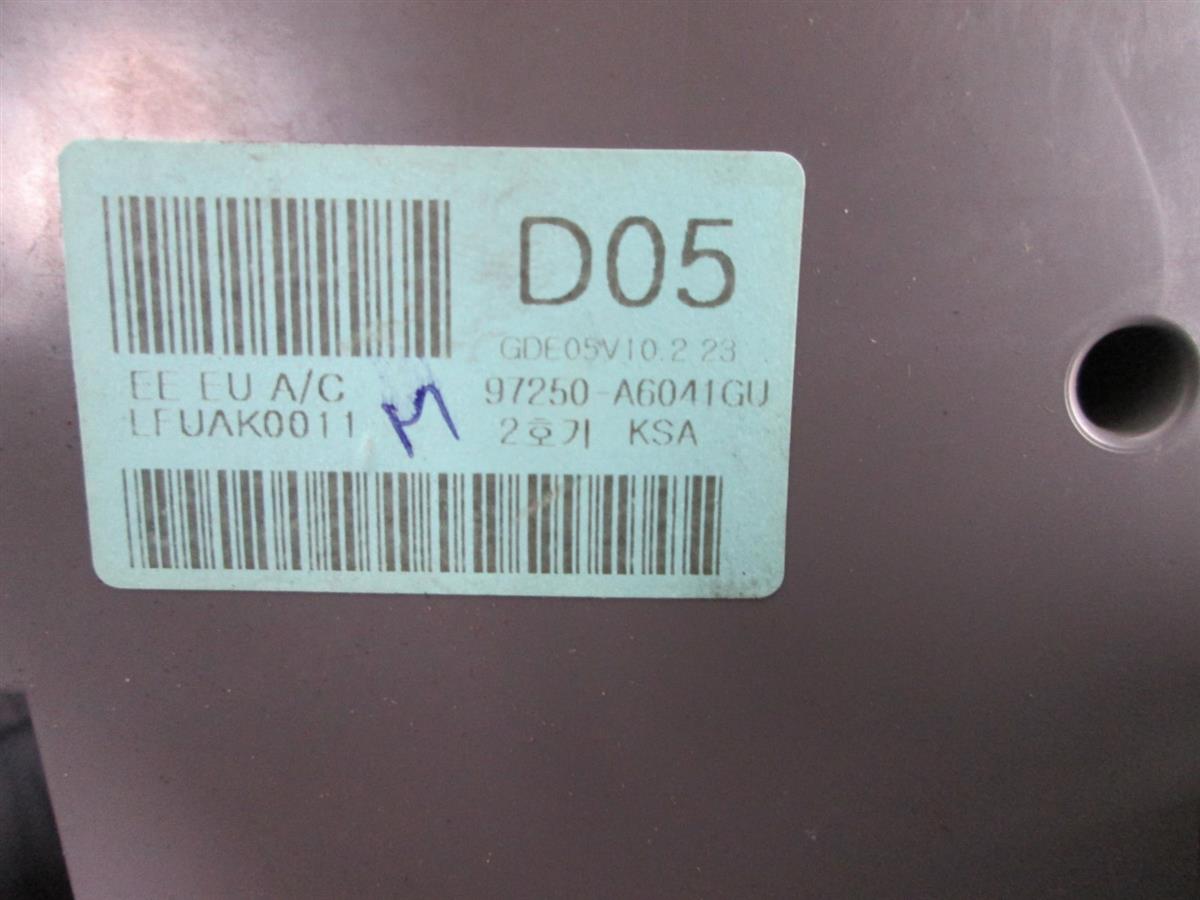 D05
GDE05V10.2.23
EE EU A/C
97250-A6041GU
LFUAK0011
M
2호기 KSA